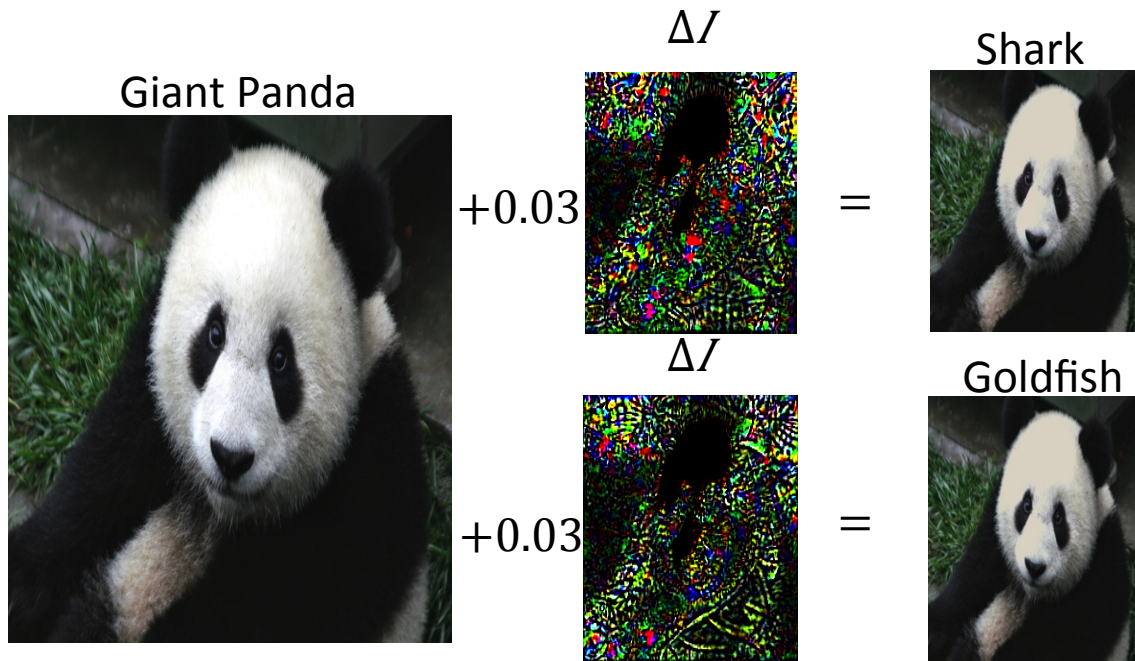 Giant Panda
ΔI
+0.03
=
Shark
ΔI
+0.03
=
Goldfish